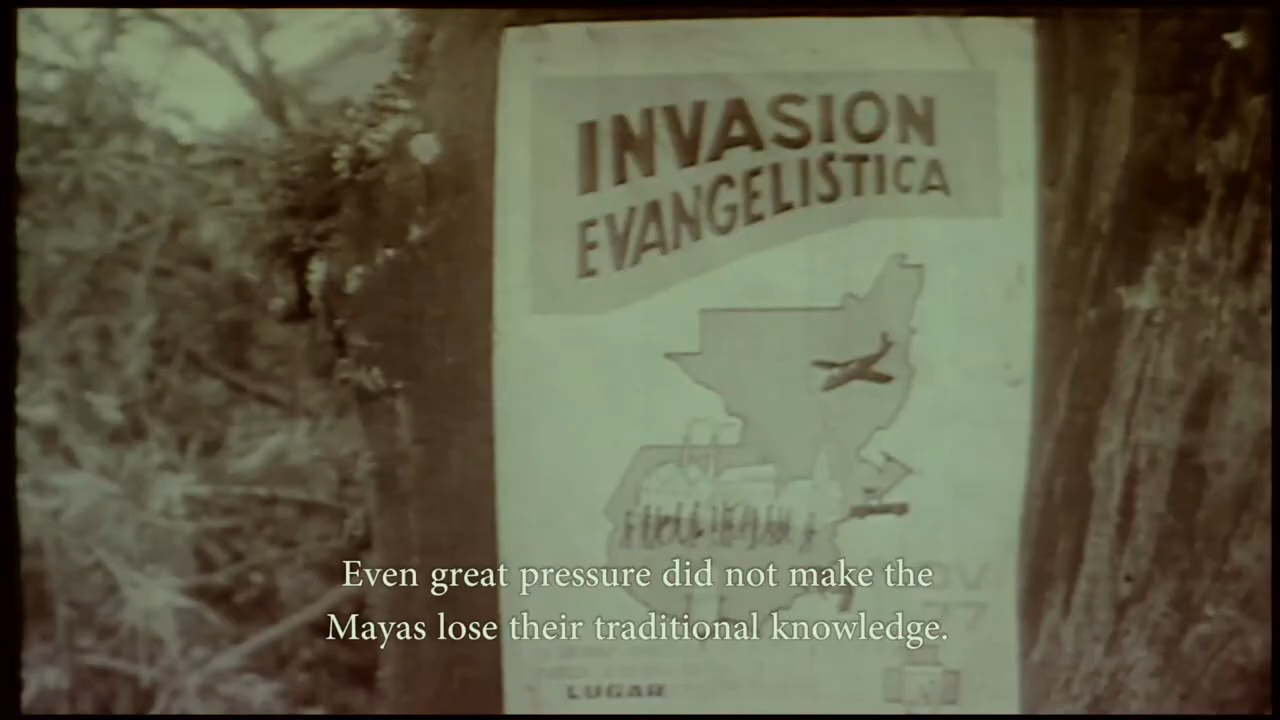 INVASION
EVANGELISTICA
Even great pressure did not make the
Mayas lose their traditional knowledge.
LUGAR